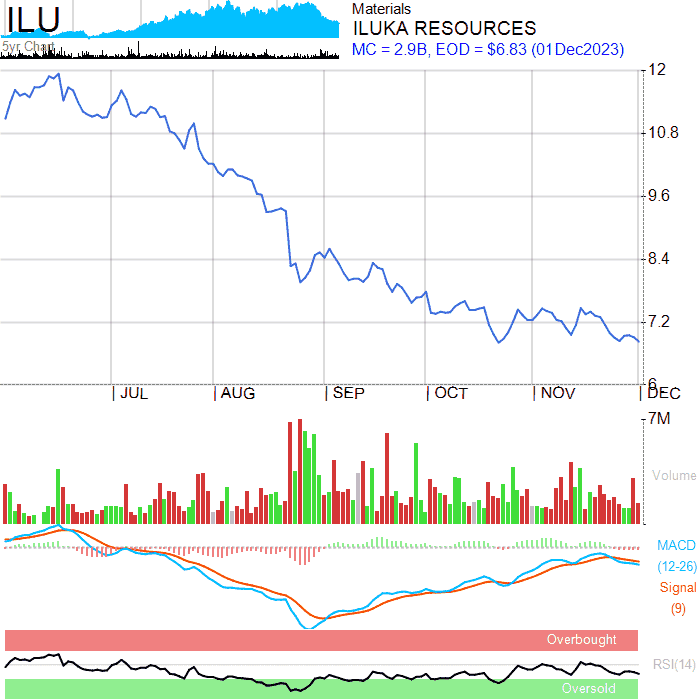 ILU
5yr Chart
Materials
ILUKA RESOURCES
MC = 2.9B, EOD = $6.83 (01Dec2023)
12
10.8
9.6
8.4
7.2
6
JUL
AUG
SEP
OCT
NOV
DEC
7M
Volume
MACD
(12-26)
Signal
(9)
Overbought
RSI(14)
Oversold